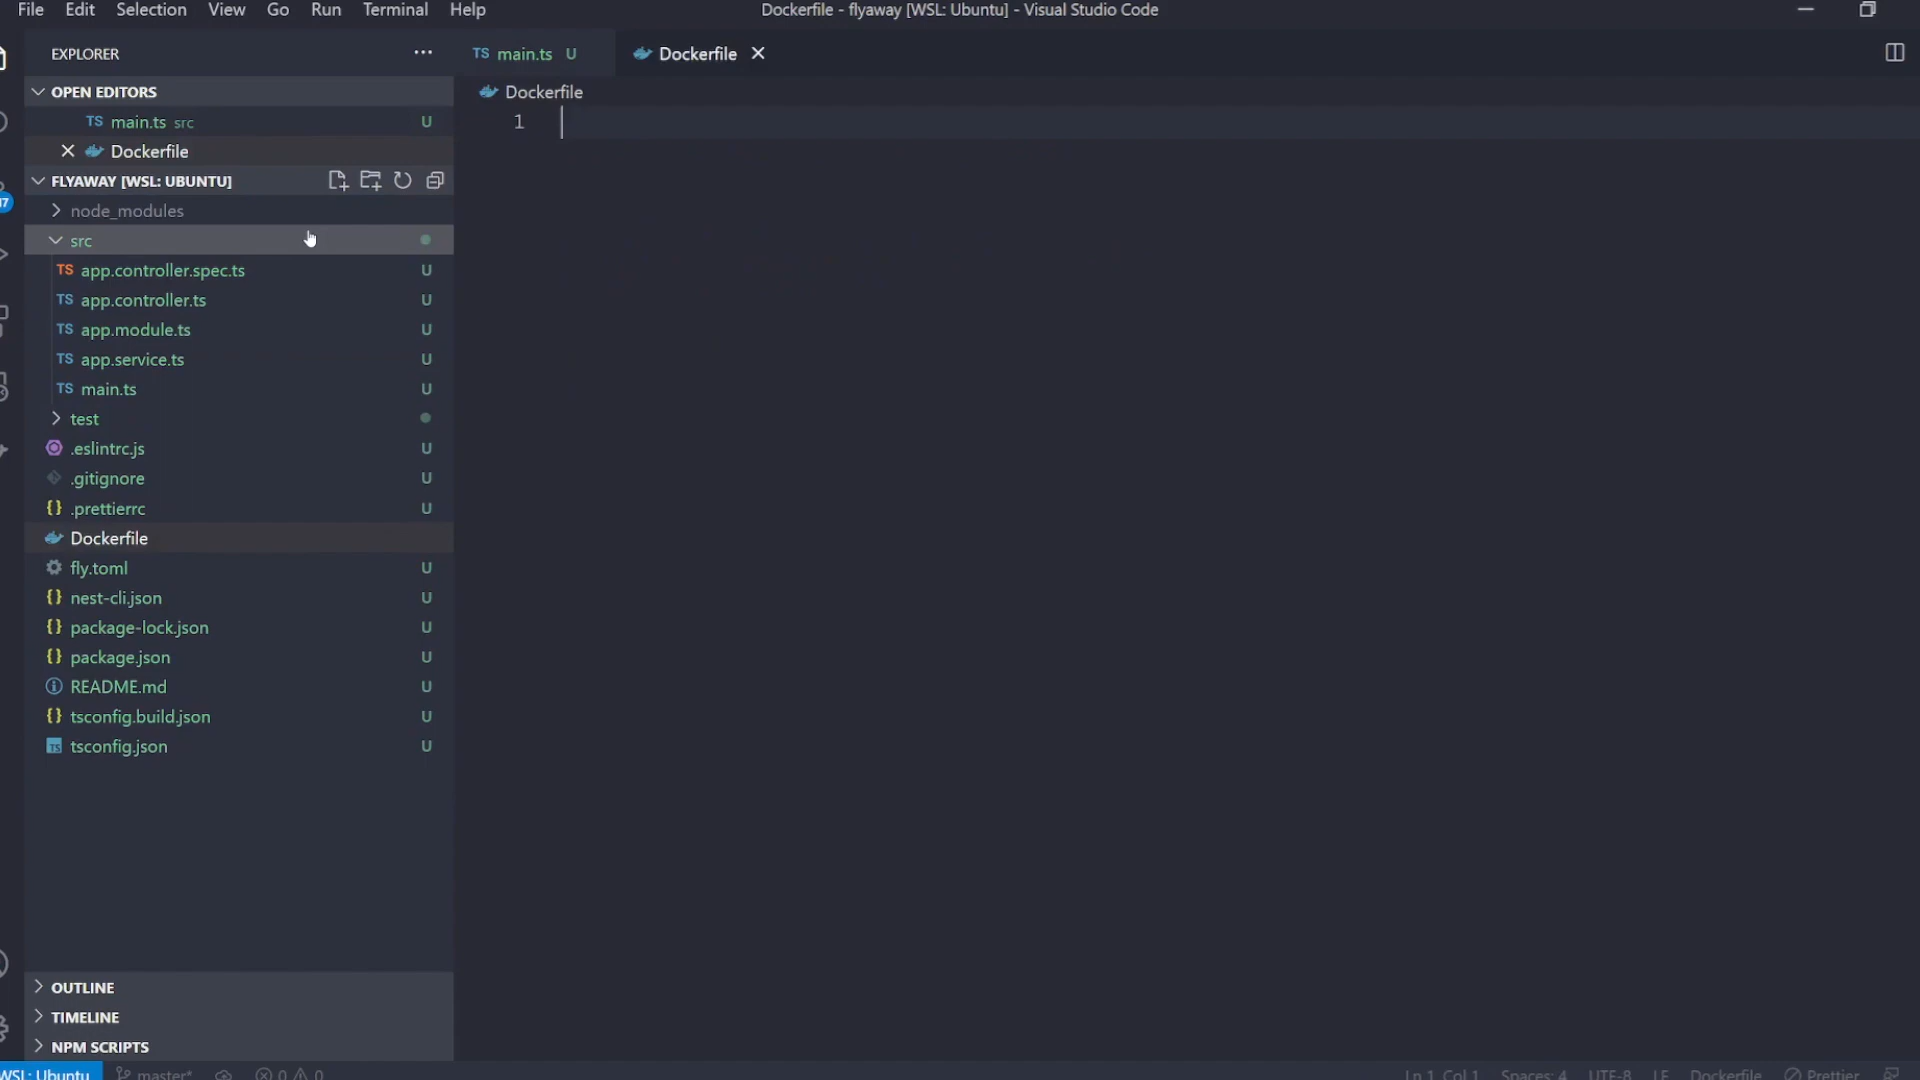 File Edit Selection View Go Run Terminal Help
Dockerfile - flyaway [WSL: Ubuntu] - Visual Studio Code
EXPLORER
TS main.ts U
Dockerfile
OPEN EDITORS
TS main.ts src U
Dockerfile
FLYAWAY [WSL: UBUNTU]
node_modules
src
TS app.controller.spec.ts U
TS app.controller.ts U
TS app.module.ts U
TS app.service.ts U
TS main.ts U
test
.eslintrc.js U
.gitignore U
{} .prettierrc U
Dockerfile
fly.toml U
{} nest-cli.json U
{} package-lock.json U
{} package.json U
README.md U
{} tsconfig.build.json U
TS tsconfig.json U
OUTLINE
TIMELINE
NPM SCRIPTS
Dockerfile
1
17
WSL: Ubuntu master* 0 0
Ln 1, Col 1 Spaces: 4 UTF-8 LF Dockerfile Prettier